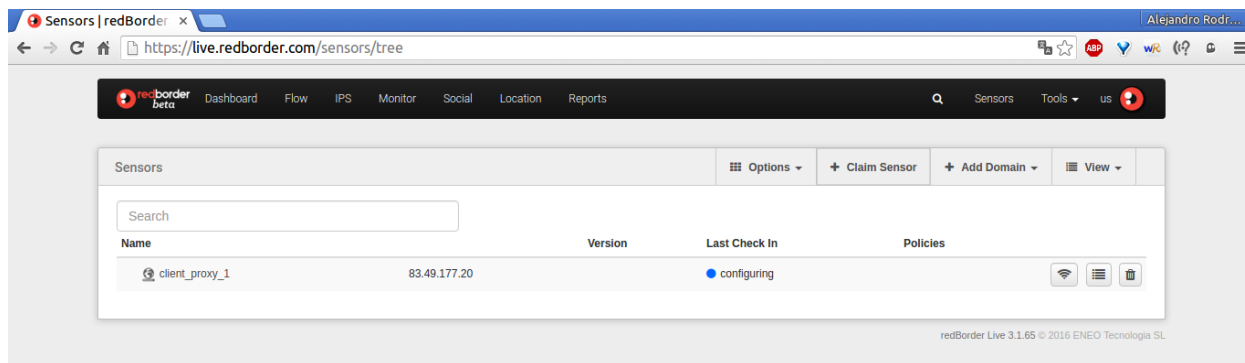 Sensors | redBorder
Alejandro Rodr...
https://live.redborder.com/sensors/tree
ABP
wR
redborder
beta
Dashboard Flow IPS Monitor Social Location Reports Sensors Tools us
Sensors Options + Claim Sensor + Add Domain View
Search
Name Version Last Check In Policies
client_proxy_1 83.49.177.20 configuring
redBorder Live 3.1.65 © 2016 ENEO Tecnologia SL